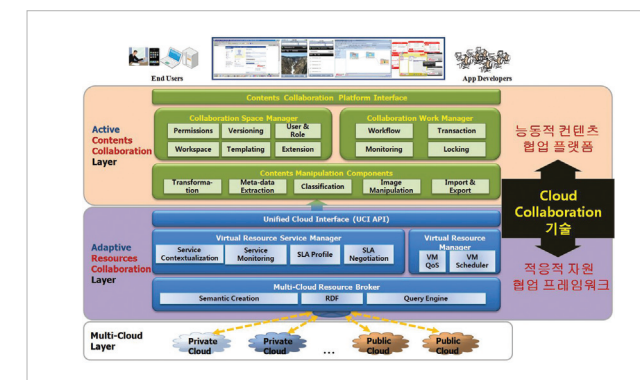 End Users
App Developers
Contents Collaboration Platform Interface
Active
Contents
Collaboration
Layer
Collaboration Space Manager
Permissions
Versioning
User &
Role
Workspace
Templating
Extension
Collaboration Work Manager
Workflow
Transaction
Monitoring
Locking
Contents Manipulation Components
Transforma-
tion
Meta-data
Extraction
Classification
Image
Manipulation
Import &
Export
능동적 컨텐츠
협업 플랫폼
Cloud
Collaboration
기술
적응적 자원
협업 프레임워크
Adaptive
Resources
Collaboration
Layer
Unified Cloud Interface (UCI API)
Virtual Resource Service Manager
Service
Contextualization
Service
Monitoring
SLA Profile
SLA
Negotiation
Virtual Resource
Manager
VM
QoS
VM
Scheduler
Multi-Cloud Resource Broker
Semantic Creation
RDF
Query Engine
Multi-Cloud
Layer
Private
Cloud
Private
Cloud
...
Public
Cloud
Public
Cloud